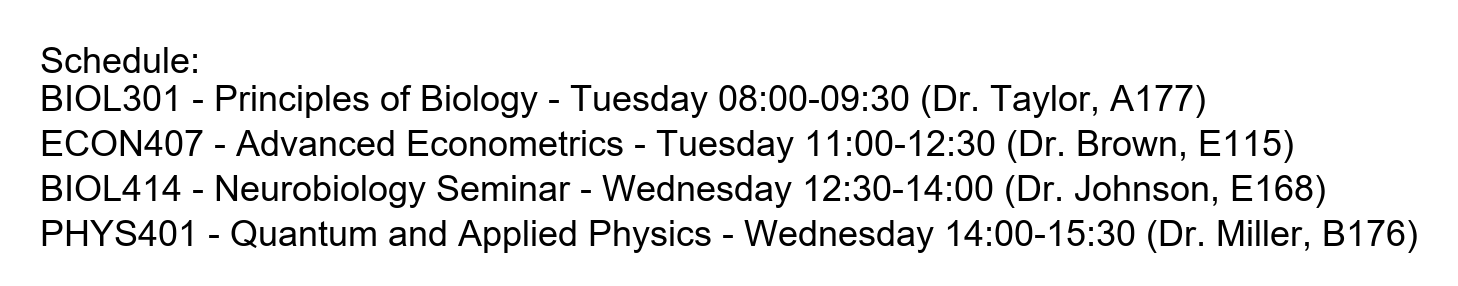 Schedule:
BIOL301 - Principles of Biology - Tuesday 08:00-09:30 (Dr. Taylor, A177)
ECON407 - Advanced Econometrics - Tuesday 11:00-12:30 (Dr. Brown, E115)
BIOL414 - Neurobiology Seminar - Wednesday 12:30-14:00 (Dr. Johnson, E168)
PHYS401 - Quantum and Applied Physics - Wednesday 14:00-15:30 (Dr. Miller, B176)